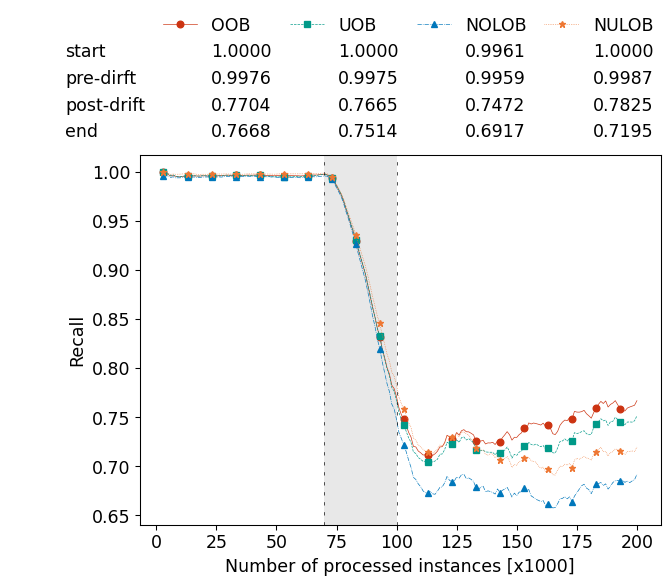 OOB UOB NOLOB NULOB
start 1.0000 1.0000 0.9961 1.0000
pre-dirft 0.9976 0.9975 0.9959 0.9987
post-drift 0.7704 0.7665 0.7472 0.7825
end 0.7668 0.7514 0.6917 0.7195
1.00
0.95
0.90
0.85
0.80
0.75
0.70
0.65
Recall
0 25 50 75 100 125 150 175 200
Number of processed instances [x1000]